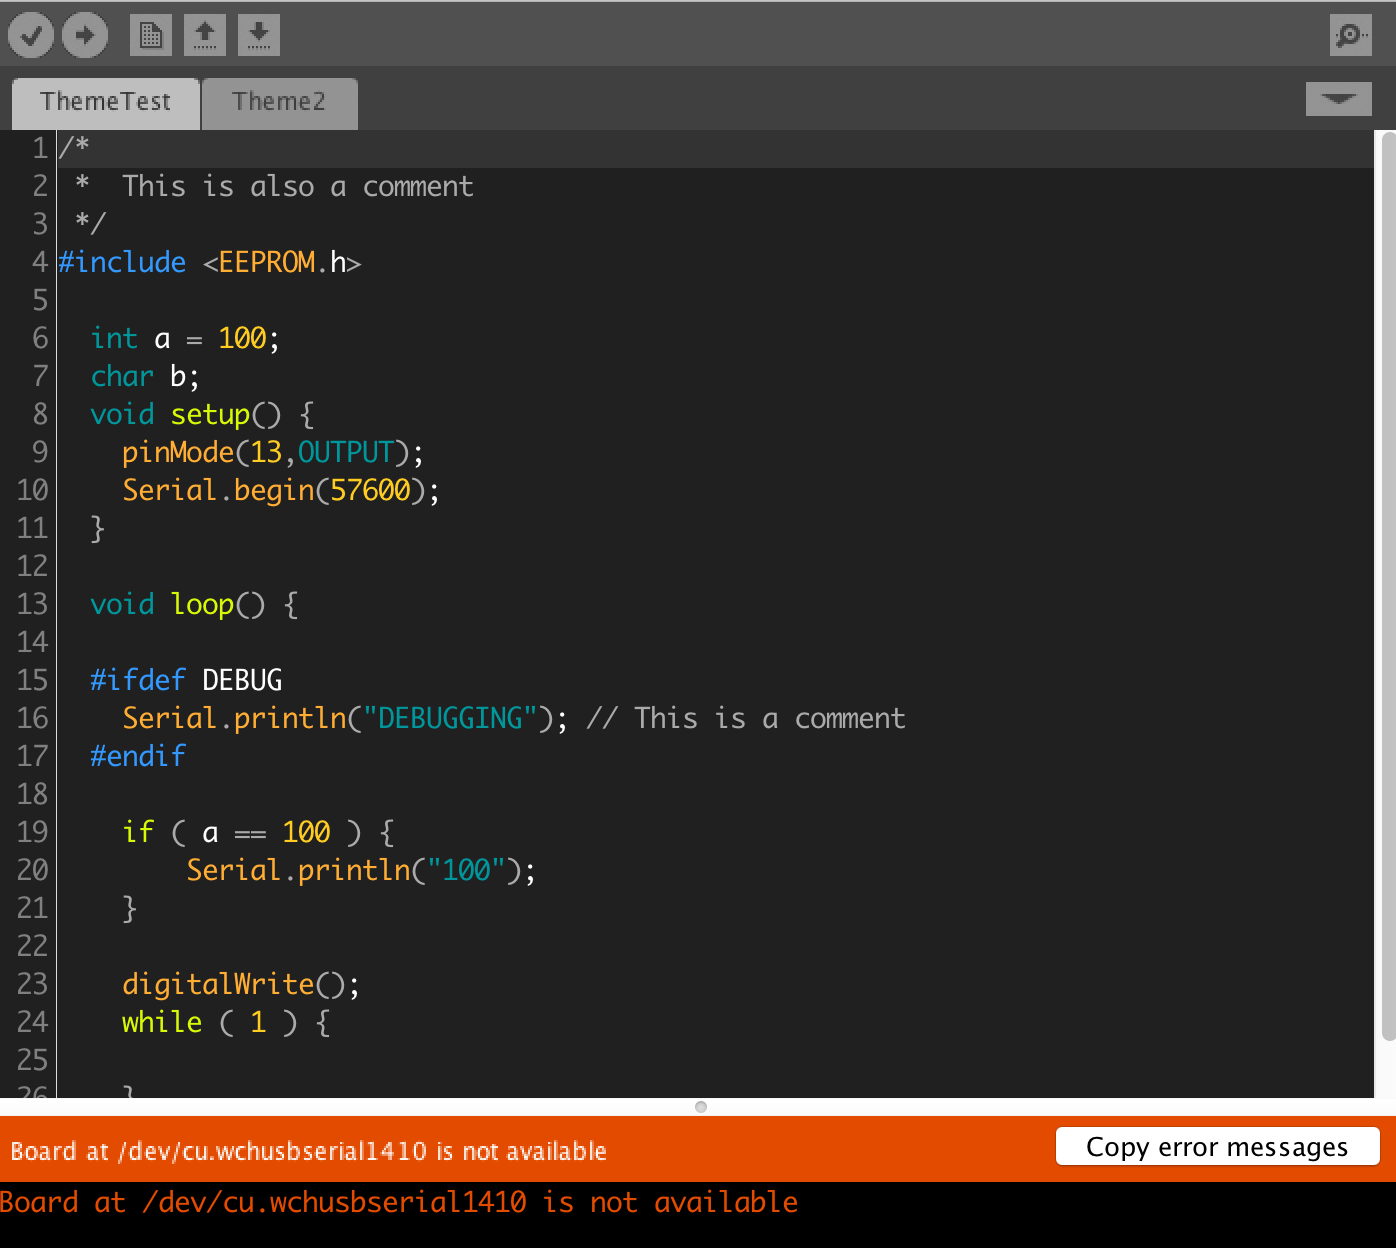 ThemeTest Theme2
1 /*
2  *  This is also a comment
3  */
4 #include <EEPROM.h>
5
6   int a = 100;
7   char b;
8   void setup() {
9     pinMode(13,OUTPUT);
10     Serial.begin(57600);
11   }
12
13   void loop() {
14
15   #ifdef DEBUG
16     Serial.println("DEBUGGING"); // This is a comment
17   #endif
18
19     if ( a == 100 ) {
20         Serial.println("100");
21     }
22
23     digitalWrite();
24     while ( 1 ) {
25
26     }
Board at /dev/cu.wchusbserial1410 is not available Copy error messages
Board at /dev/cu.wchusbserial1410 is not available